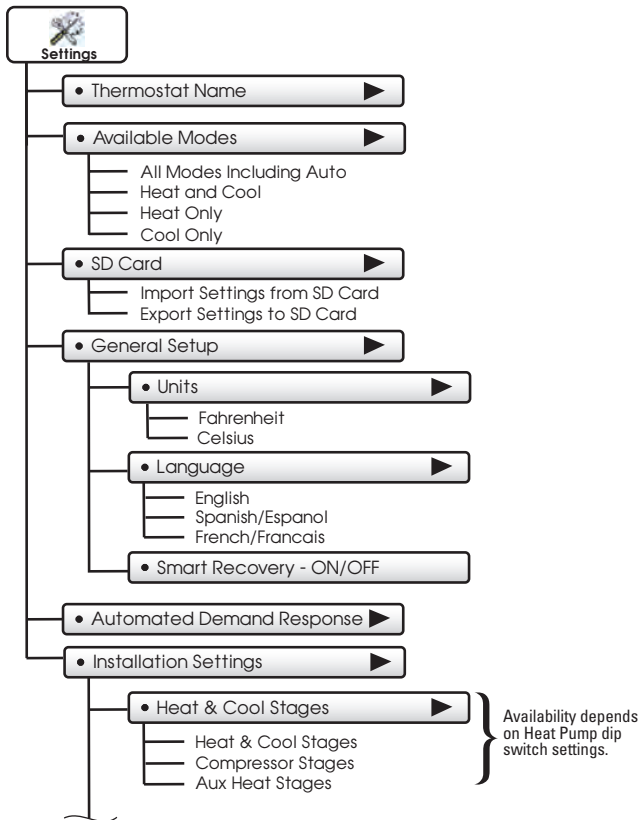 Settings
• Thermostat Name
• Available Modes
All Modes Including Auto
Heat and Cool
Heat Only
Cool Only
• SD Card
Import Settings from SD Card
Export Settings to SD Card
• General Setup
• Units
Fahrenheit
Celsius
• Language
English
Spanish/Espanol
French/Francais
• Smart Recovery - ON/OFF
• Automated Demand Response
• Installation Settings
• Heat & Cool Stages
Heat & Cool Stages
Compressor Stages
Aux Heat Stages
Availability depends
on Heat Pump dip
switch settings.